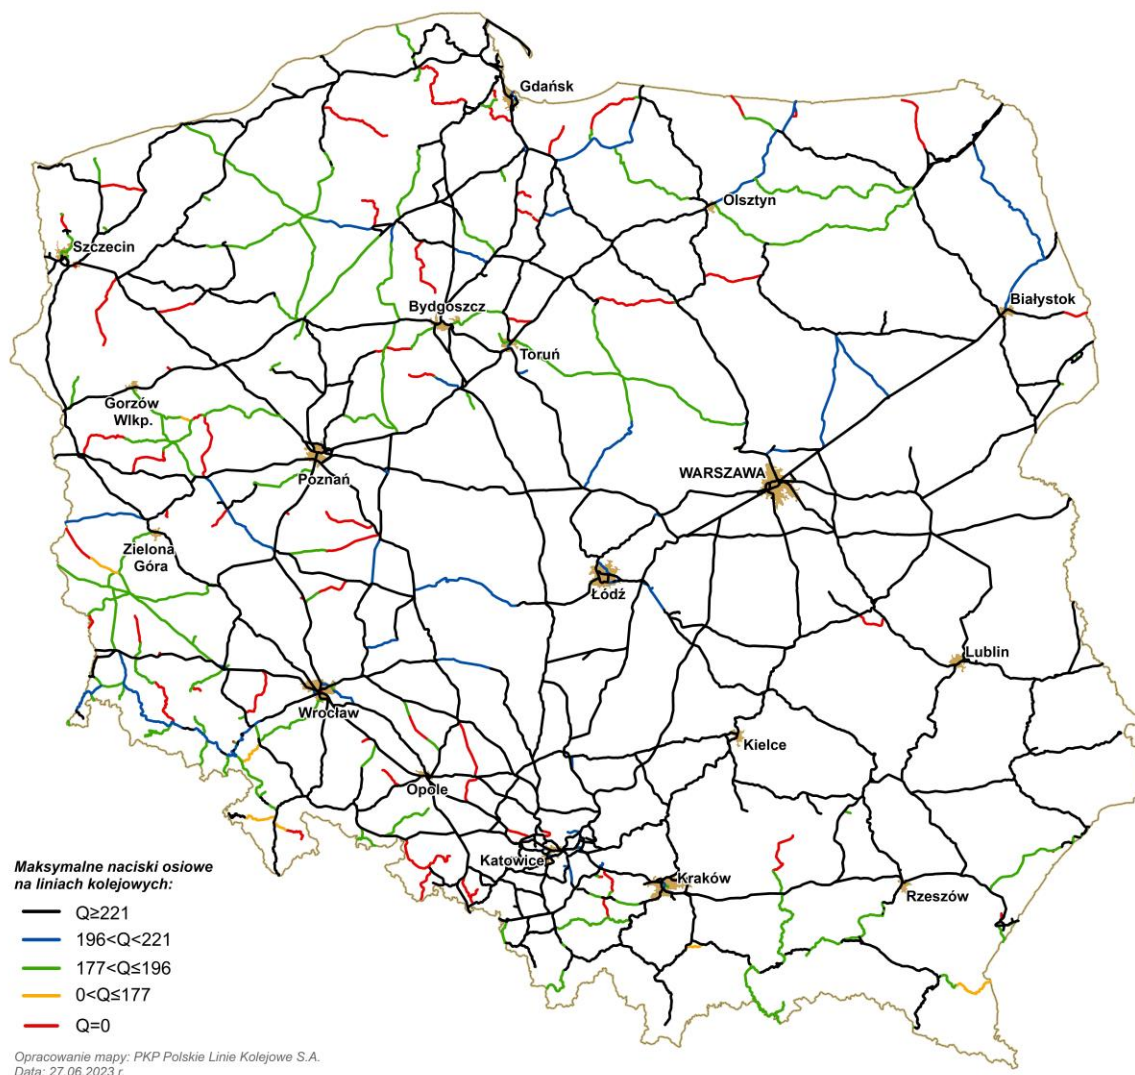 Gdańsk
Olsztyn
Szczecin
Białystok
Bydgoszcz
Toruń
Gorzów
Wlkp.
Poznań
WARSZAWA
Zielona
Góra
Łódź
Lublin
Wrocław
Kielce
Opole
Katowice
Kraków
Rzeszów
Maksymalne naciski osiowe
na liniach kolejowych:
Q≥221
196<Q<221
177<Q≤196
0<Q≤177
Q=0
Opracowanie mapy: PKP Polskie Linie Kolejowe S.A.
Data: 27.06.2023 r.